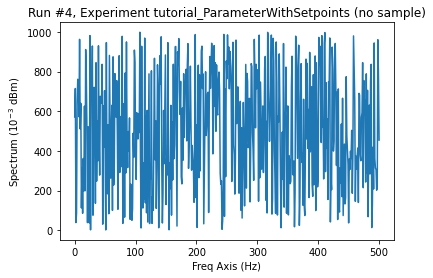 Run #4, Experiment tutorial_ParameterWithSetpoints (no sample)
1000
800
600
400
200
0
Spectrum (10⁻³ dBm)
0 100 200 300 400 500
Freq Axis (Hz)